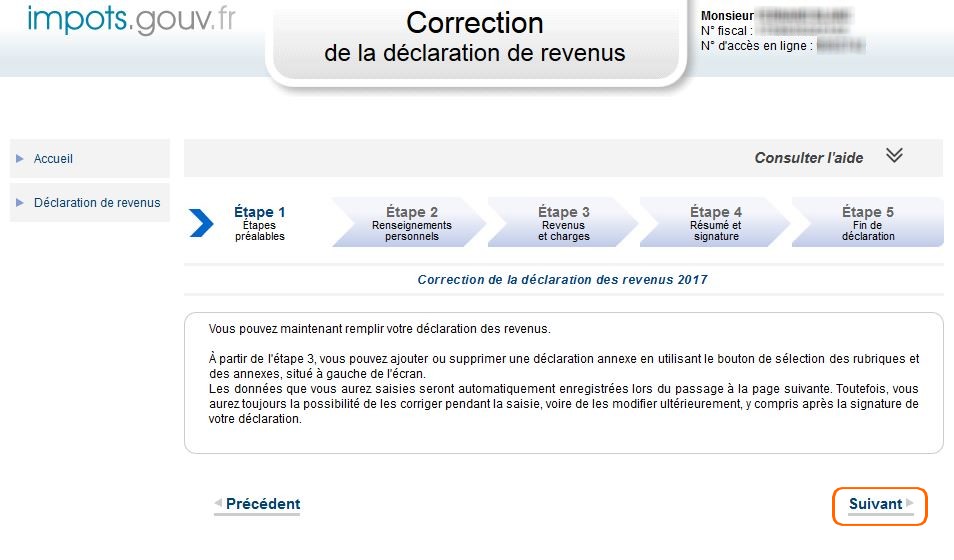 impots.gouv.fr
Correction
de la déclaration de revenus
Monsieur
N° fiscal :
N° d'accès en ligne :
Accueil
Déclaration de revenus
Consulter l'aide
Étape 1
Étapes
préalables
Étape 2
Renseignements
personnels
Étape 3
Revenus
et charges
Étape 4
Résumé et
signature
Étape 5
Fin de
déclaration
Correction de la déclaration des revenus 2017
Vous pouvez maintenant remplir votre déclaration des revenus.
À partir de l'étape 3, vous pouvez ajouter ou supprimer une déclaration annexe en utilisant le bouton de sélection des rubriques et
des annexes, situé à gauche de l'écran.
Les données que vous aurez saisies seront automatiquement enregistrées lors du passage à la page suivante. Toutefois, vous
aurez toujours la possibilité de les corriger pendant la saisie, voire de les modifier ultérieurement, y compris après la signature de
votre déclaration.
Précédent
Suivant